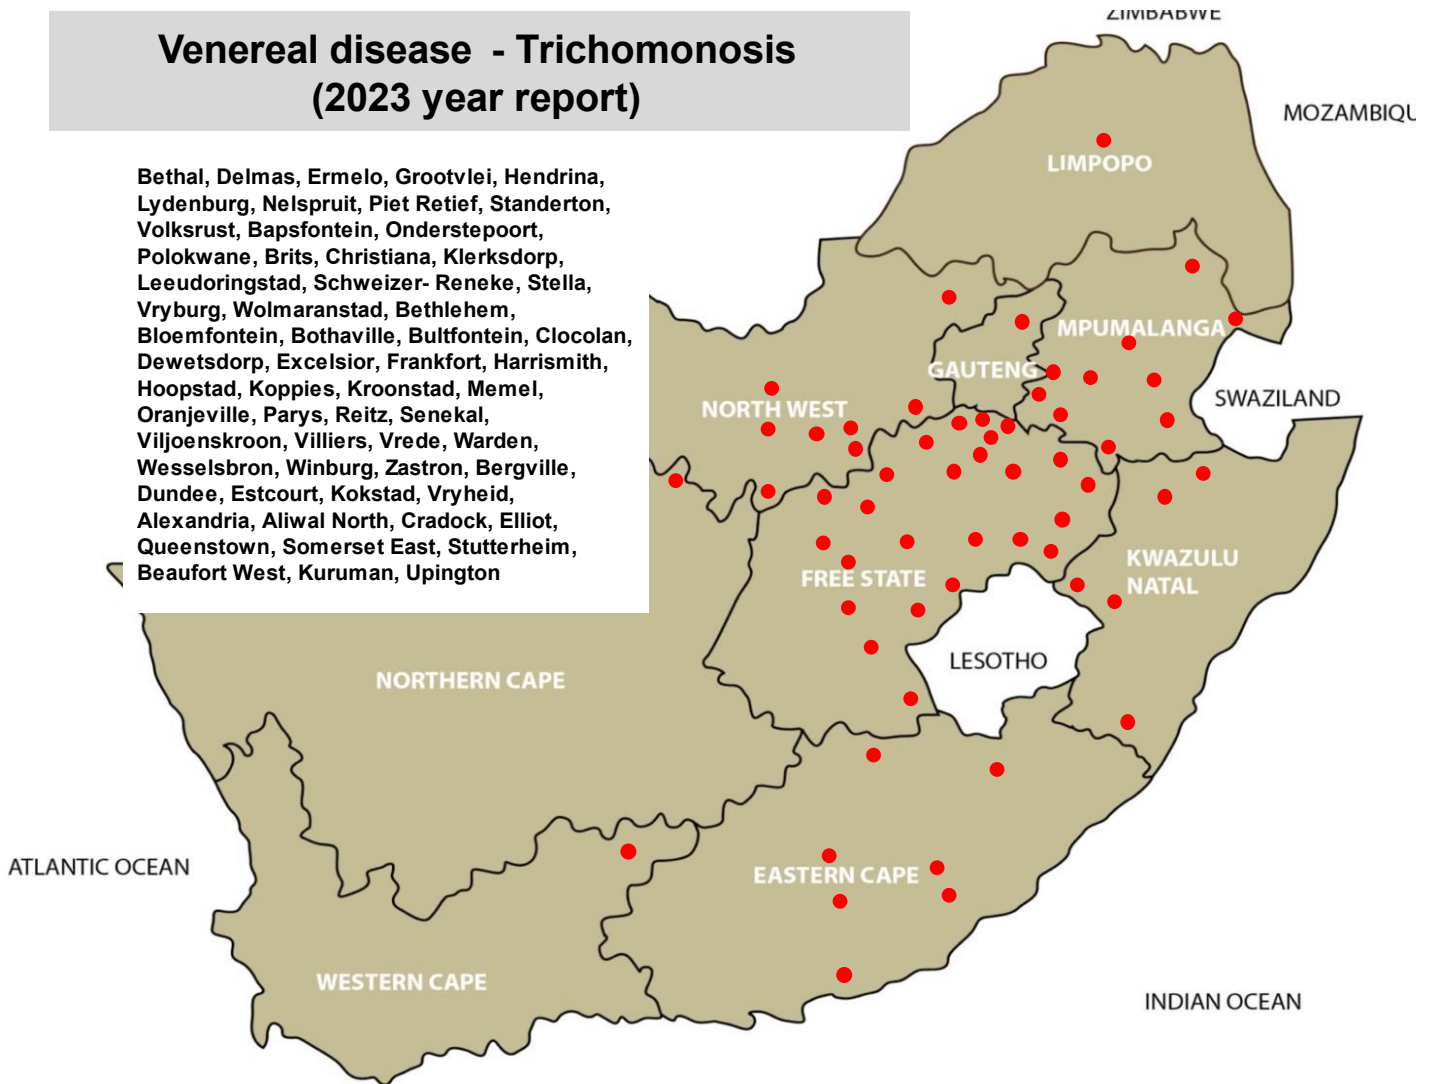 ZIMBABWE
Venereal disease - Trichomonosis
(2023 year report)
MOZAMBIQU
LIMPOPO
Bethal, Delmas, Ermelo, Grootvlei, Hendrina,
Lydenburg, Nelspruit, Piet Retief, Standerton,
Volksrust, Bapsfontein, Onderstepoort,
Polokwane, Brits, Christiana, Klerksdorp,
Leeudoringstad, Schweizer- Reneke, Stella,
Vryburg, Wolmaranstad, Bethlehem,
Bloemfontein, Bothaville, Bultfontein, Clocolan,
Dewetsdorp, Excelsior, Frankfort, Harrismith,
Hoopstad, Koppies, Kroonstad, Memel,
Oranjeville, Parys, Reitz, Senekal,
Viljoenskroon, Villiers, Vrede, Warden,
Wesselsbron, Winburg, Zastron, Bergville,
Dundee, Estcourt, Kokstad, Vryheid,
Alexandria, Aliwal North, Cradock, Elliot,
Queenstown, Somerset East, Stutterheim,
Beaufort West, Kuruman, Upington
MPUMALANGA
GAUTENG
SWAZILAND
NORTH WEST
KWAZULU
NATAL
FREE STATE
LESOTHO
NORTHERN CAPE
ATLANTIC OCEAN
EASTERN CAPE
WESTERN CAPE
INDIAN OCEAN